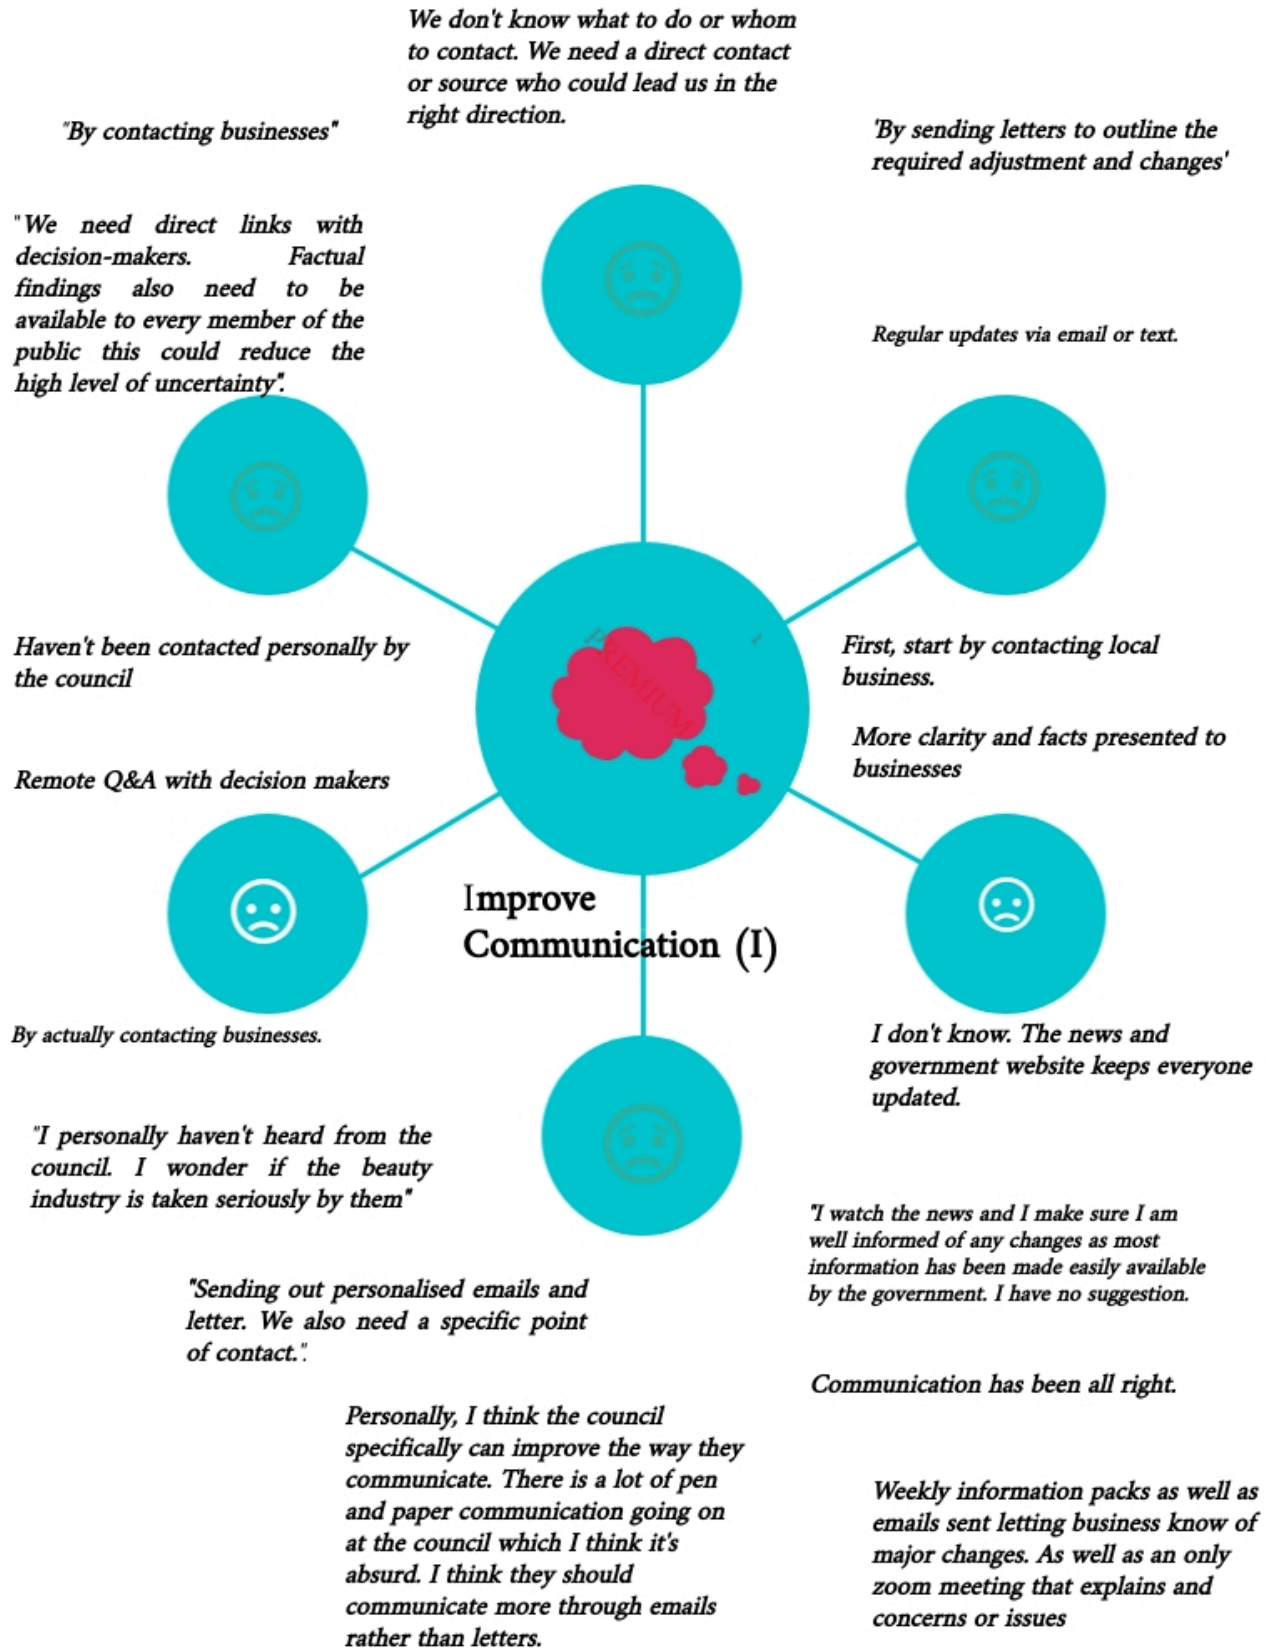 We don't know what to do or whom
to contact. We need a direct contact
or source who could lead us in the
right direction.
"By contacting businesses"
'By sending letters to outline the
required adjustment and changes'
"We need direct links with
decision-makers. Factual
findings also need to be
available to every member of the
public this could reduce the
high level of uncertainty".
Regular updates via email or text.
Haven't been contacted personally by
the council
First, start by contacting local
business.
PREMIUM
More clarity and facts presented to
businesses
Remote Q&A with decision makers
Improve
Communication (I)
By actually contacting businesses.
I don't know. The news and
government website keeps everyone
updated.
"I personally haven't heard from the
council. I wonder if the beauty
industry is taken seriously by them"
"I watch the news and I make sure I am
well informed of any changes as most
information has been made easily available
by the government. I have no suggestion.
"Sending out personalised emails and
letter. We also need a specific point
of contact.".
Communication has been all right.
Personally, I think the council
specifically can improve the way they
communicate. There is a lot of pen
and paper communication going on
at the council which I think it's
absurd. I think they should
communicate more through emails
rather than letters.
Weekly information packs as well as
emails sent letting business know of
major changes. As well as an only
zoom meeting that explains and
concerns or issues